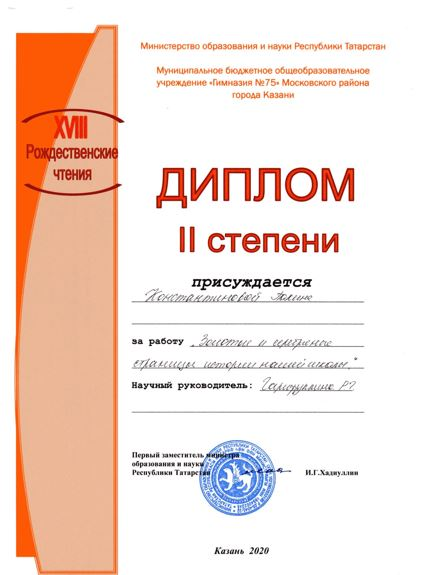 Министерство образования и науки Республики Татарстан
Муниципальное бюджетное общеобразовательное
учреждение «Гимназия №75» Московского района
города Казани
XVIII
Рождественские
чтения
ДИПЛОМ
II степени
присуждается
Константиновой Полине
за работу „Золотые и серебряные
страницы истории нашей школы“
Научный руководитель:
Первый заместитель министра
образования и науки
Республики Татарстан
И.Г.Хадиуллин
Казань 2020